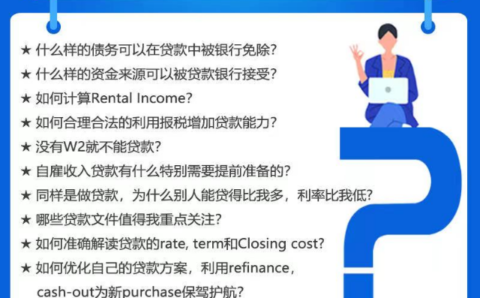 ★ 什么样的债务可以在贷款中被银行免除?
★ 什么样的资金来源可以被贷款银行接受?
★ 如何计算Rental Income?
★ 如何合理合法的利用报税增加贷款能力?
★ 没有W2就不能贷款?
★ 自雇收入贷款有什么特别需要提前准备的?
★ 同样是做贷款，为什么别人能贷得比我多，利率比我低?
★ 哪些贷款文件值得我重点关注?
★ 如何准确解读贷款的rate, term和Closing cost?
★ 如何优化自己的贷款方案，利用refinance，
cash-out为新purchase保驾护航?